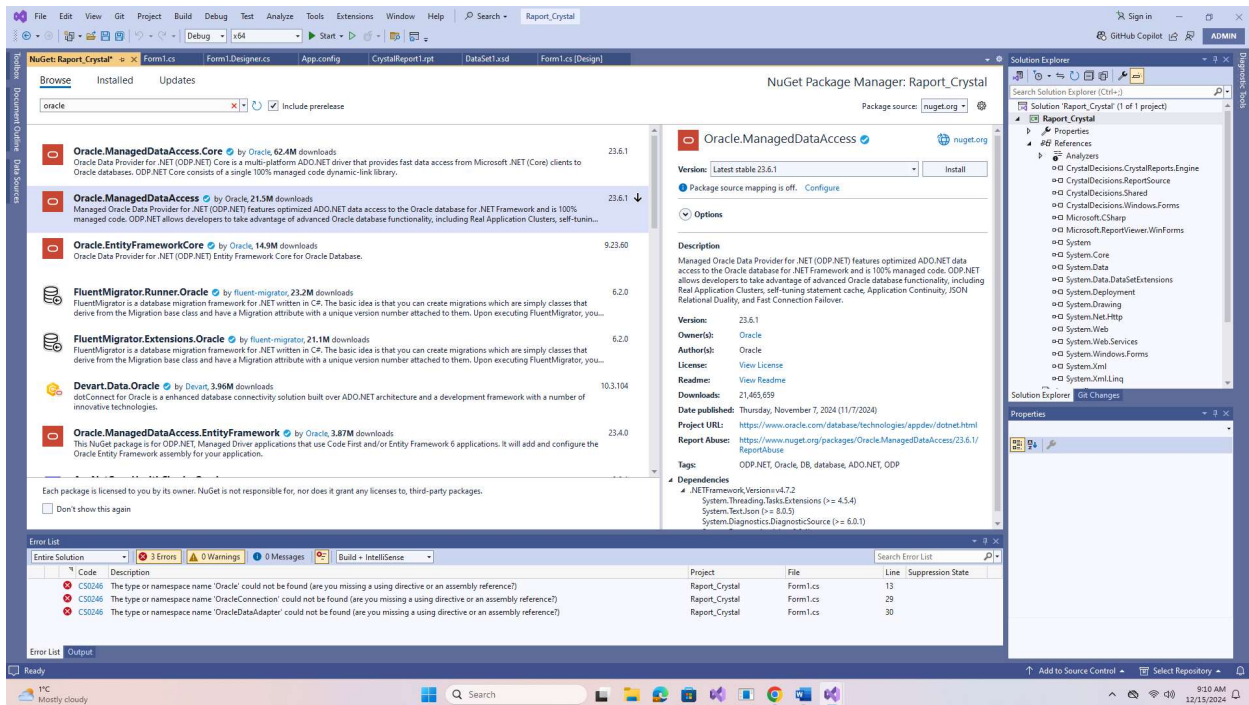 File Edit View Git Project Build Debug Test Analyze Tools Extensions Window Help Search Raport_Crystal Sign in
Debug x64 Start GitHub Copilot ADMIN
NuGet: Raport_Crystal* Form1.cs Form1.Designer.cs App.config CrystalReport1.rpt DataSet1.xsd Form1.cs [Design]
Toolbox
Document Outline
Data Sources
Browse Installed Updates
NuGet Package Manager: Raport_Crystal
oracle
Include prerelease
Package source: nuget.org
Oracle.ManagedDataAccess.Core by Oracle, 62.4M downloads 23.6.1
Oracle Data Provider for .NET (ODP.NET) Core is a multi-platform ADO.NET driver that provides fast data access from Microsoft .NET (Core) clients to
Oracle databases. ODP.NET Core consists of a single 100% managed code dynamic-link library.
Oracle.ManagedDataAccess by Oracle, 21.5M downloads 23.6.1
Managed Oracle Data Provider for .NET (ODP.NET) features optimized ADO.NET data access to the Oracle database for .NET Framework and is 100%
managed code. ODP.NET allows developers to take advantage of advanced Oracle database functionality, including Real Application Clusters, self-tunin...
Oracle.EntityFrameworkCore by Oracle, 14.9M downloads 9.23.60
Oracle Data Provider for .NET (ODP.NET) Entity Framework Core for Oracle Database.
FluentMigrator.Runner.Oracle by fluent-migrator, 23.2M downloads 6.2.0
FluentMigrator is a database migration framework for .NET written in C#. The basic idea is that you can create migrations which are simply classes that
derive from the Migration base class and have a Migration attribute with a unique version number attached to them. Upon executing FluentMigrator, you...
FluentMigrator.Extensions.Oracle by fluent-migrator, 21.1M downloads 6.2.0
FluentMigrator is a database migration framework for .NET written in C#. The basic idea is that you can create migrations which are simply classes that
derive from the Migration base class and have a Migration attribute with a unique version number attached to them. Upon executing FluentMigrator, you...
Devart.Data.Oracle by Devart, 3.96M downloads 10.3.104
dotConnect for Oracle is a enhanced database connectivity solution built over ADO.NET architecture and a development framework with a number of
innovative technologies.
Oracle.ManagedDataAccess.EntityFramework by Oracle, 3.87M downloads 23.4.0
This NuGet package is for ODP.NET, Managed Driver applications that use Code First and/or Entity Framework 6 applications. It will add and configure the
Oracle Entity Framework assembly for your application.
Each package is licensed to you by its owner. NuGet is not responsible for, nor does it grant any licenses to, third-party packages.
Don't show this again
Oracle.ManagedDataAccess nuget.org
Version: Latest stable 23.6.1 Install
Package source mapping is off. Configure
Options
Description
Managed Oracle Data Provider for .NET (ODP.NET) features optimized ADO.NET data
access to the Oracle database for .NET Framework and is 100% managed code. ODP.NET
allows developers to take advantage of advanced Oracle database functionality, including
Real Application Clusters, self-tuning statement cache, Application Continuity, JSON
Relational Duality, and Fast Connection Failover.
Version: 23.6.1
Owner(s): Oracle
Author(s): Oracle
License: View License
Readme: View Readme
Downloads: 21,465,659
Date published: Thursday, November 7, 2024 (11/7/2024)
Project URL: https://www.oracle.com/database/technologies/appdev/dotnet.html
Report Abuse: https://www.nuget.org/packages/Oracle.ManagedDataAccess/23.6.1/
ReportAbuse
Tags: ODP.NET, Oracle, DB, database, ADO.NET, ODP
Dependencies
.NETFramework,Version=v4.7.2
System.Threading.Tasks.Extensions (>= 4.5.4)
System.Text.Json (>= 8.0.5)
System.Diagnostics.DiagnosticSource (>= 6.0.1)
Solution Explorer
Search Solution Explorer (Ctrl+;)
Solution 'Raport_Crystal' (1 of 1 project)
Raport_Crystal
Properties
References
Analyzers
CrystalDecisions.CrystalReports.Engine
CrystalDecisions.ReportSource
CrystalDecisions.Shared
CrystalDecisions.Windows.Forms
Microsoft.CSharp
Microsoft.ReportViewer.WinForms
System
System.Core
System.Data
System.Data.DataSetExtensions
System.Deployment
System.Drawing
System.Net.Http
System.Web
System.Web.Services
System.Windows.Forms
System.Xml
System.Xml.Linq
Solution Explorer Git Changes
Properties
Diagnostic Tools
Error List
Entire Solution 3 Errors 0 Warnings 0 Messages Build + IntelliSense Search Error List
Code Description Project File Line Suppression State
CS0246 The type or namespace name 'Oracle' could not be found (are you missing a using directive or an assembly reference?) Raport_Crystal Form1.cs 13
CS0246 The type or namespace name 'OracleConnection' could not be found (are you missing a using directive or an assembly reference?) Raport_Crystal Form1.cs 29
CS0246 The type or namespace name 'OracleDataAdapter' could not be found (are you missing a using directive or an assembly reference?) Raport_Crystal Form1.cs 30
Error List Output
Ready Add to Source Control Select Repository
1°C
Mostly cloudy
Search
9:10 AM
12/15/2024